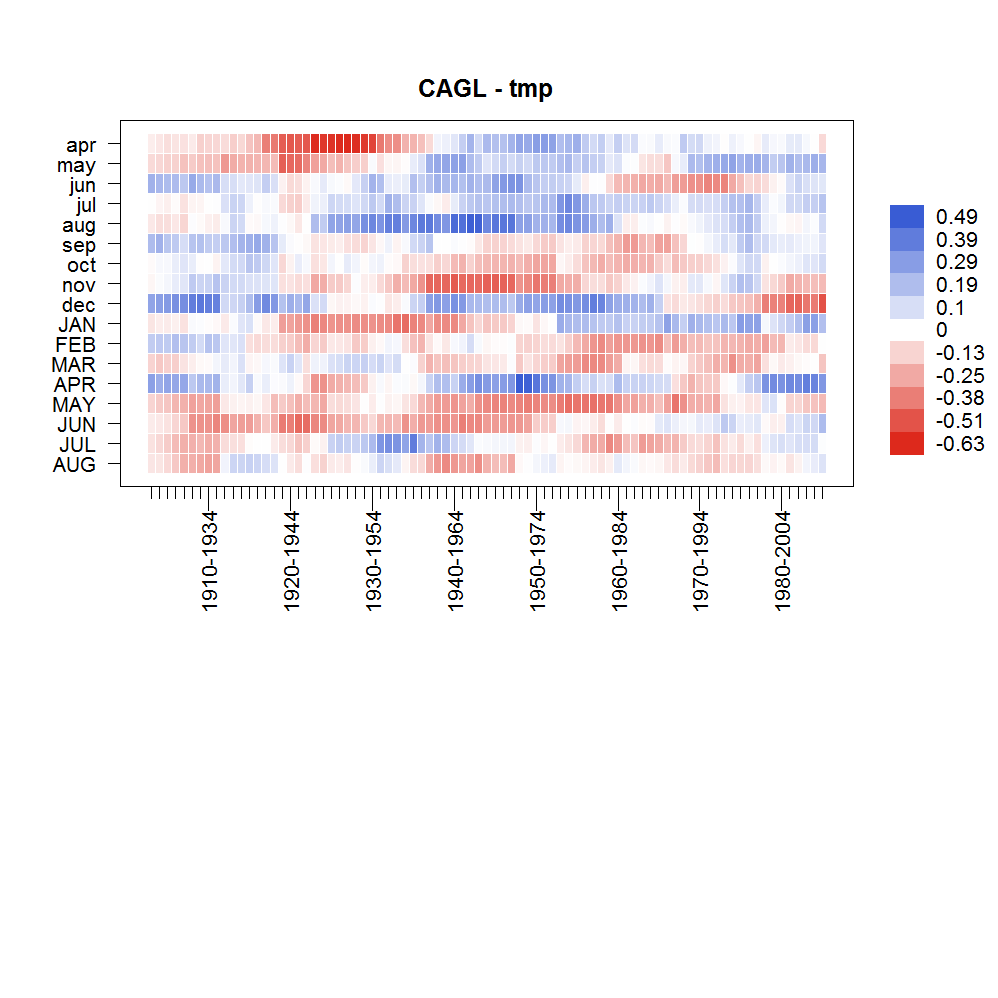 CAGL - tmp
apr
may
jun
jul
aug
sep
oct
nov
dec
JAN
FEB
MAR
APR
MAY
JUN
JUL
AUG
0.49
0.39
0.29
0.19
0.1
0
-0.13
-0.25
-0.38
-0.51
-0.63
1910-1934
1920-1944
1930-1954
1940-1964
1950-1974
1960-1984
1970-1994
1980-2004